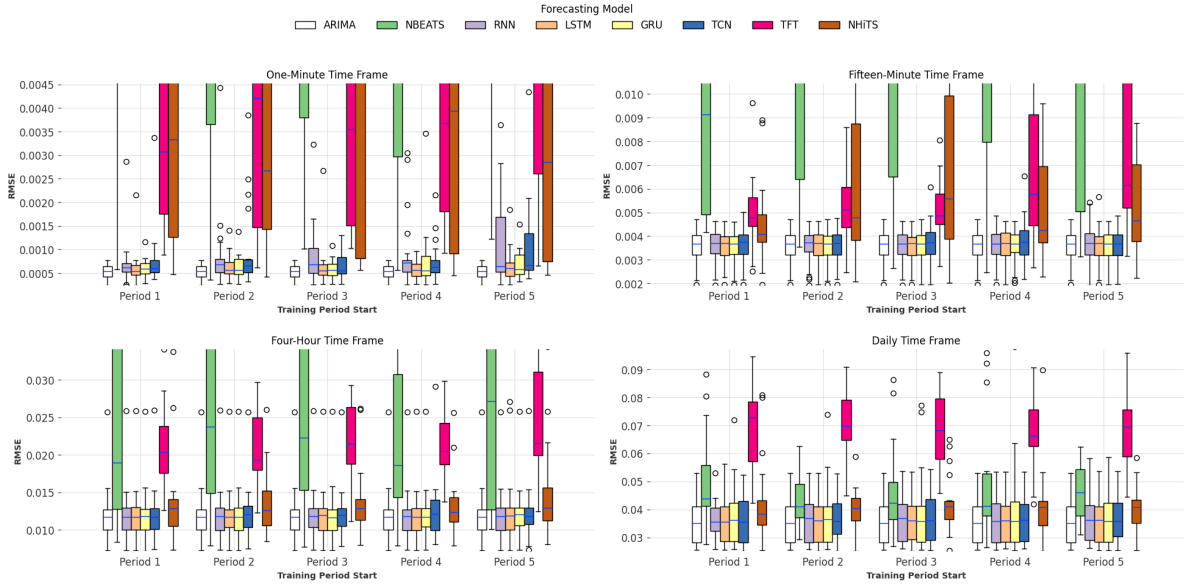 Forecasting Model
ARIMA NBEATS RNN LSTM GRU TCN TFT NHiTS
One-Minute Time Frame
0.0045
0.0040
0.0035
0.0030
0.0025
0.0020
0.0015
0.0010
0.0005
RMSE
Period 1 Period 2 Period 3 Period 4 Period 5
Training Period Start
Fifteen-Minute Time Frame
0.010
0.009
0.008
0.007
0.006
0.005
0.004
0.003
0.002
RMSE
Period 1 Period 2 Period 3 Period 4 Period 5
Training Period Start
Four-Hour Time Frame
0.030
0.025
0.020
0.015
0.010
RMSE
Period 1 Period 2 Period 3 Period 4 Period 5
Training Period Start
Daily Time Frame
0.09
0.08
0.07
0.06
0.05
0.04
0.03
RMSE
Period 1 Period 2 Period 3 Period 4 Period 5
Training Period Start